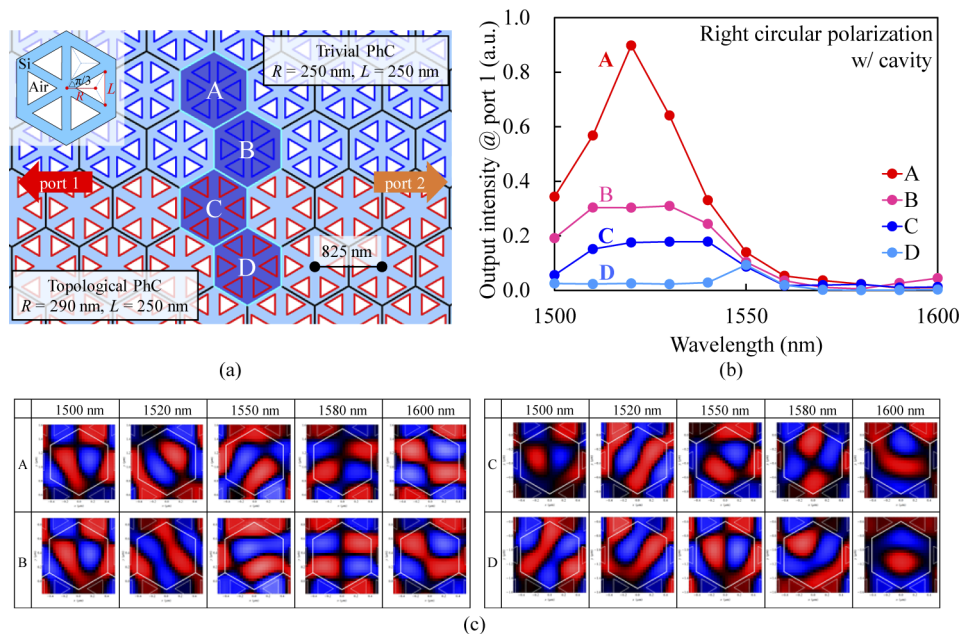 Si
Air
π/3
R
L
Trivial PhC
R = 250 nm, L = 250 nm
A
B
C
D
port 1
port 2
825 nm
Topological PhC
R = 290 nm, L = 250 nm
(a)
Right circular polarization
w/ cavity
Output intensity @ port 1 (a.u.)
1.0
0.8
0.6
0.4
0.2
0.0
A
B
C
D
A
B
C
D
1500
1550
1600
Wavelength (nm)
(b)
1500 nm 1520 nm 1550 nm 1580 nm 1600 nm
A
B
1500 nm 1520 nm 1550 nm 1580 nm 1600 nm
C
D
(c)